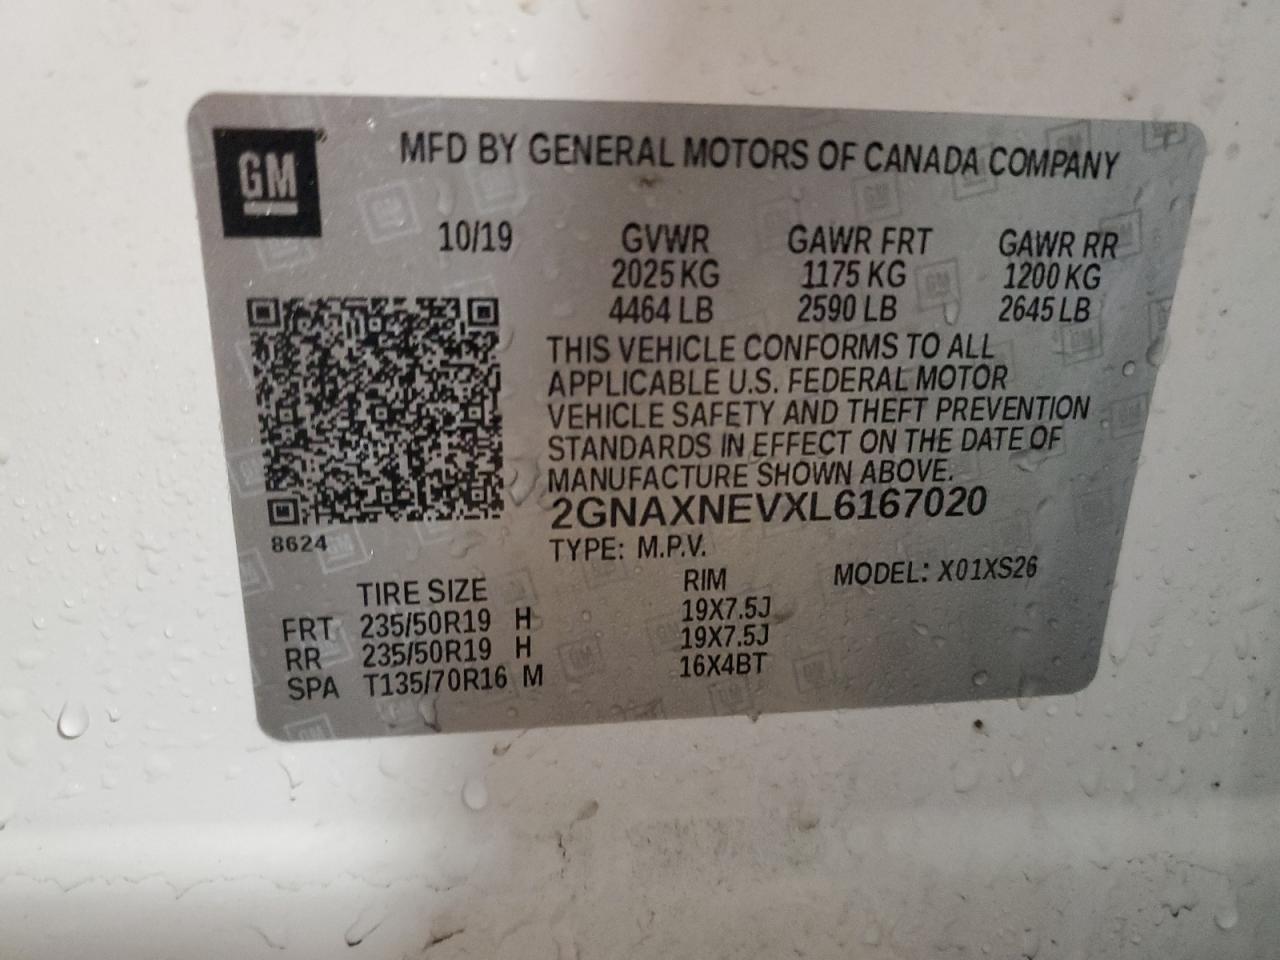 GM
MFD BY GENERAL MOTORS OF CANADA COMPANY
10/19 GVWR GAWR FRT GAWR RR
2025 KG 1175 KG 1200 KG
4464 LB 2590 LB 2645 LB
THIS VEHICLE CONFORMS TO ALL
APPLICABLE U.S. FEDERAL MOTOR
VEHICLE SAFETY AND THEFT PREVENTION
STANDARDS IN EFFECT ON THE DATE OF
MANUFACTURE SHOWN ABOVE.
2GNAXNEVXL6167020
8624
TYPE: M.P.V. MODEL: X01XS26
TIRE SIZE RIM
FRT 235/50R19 H 19X7.5J
RR 235/50R19 H 19X7.5J
SPA T135/70R16 M 16X4BT